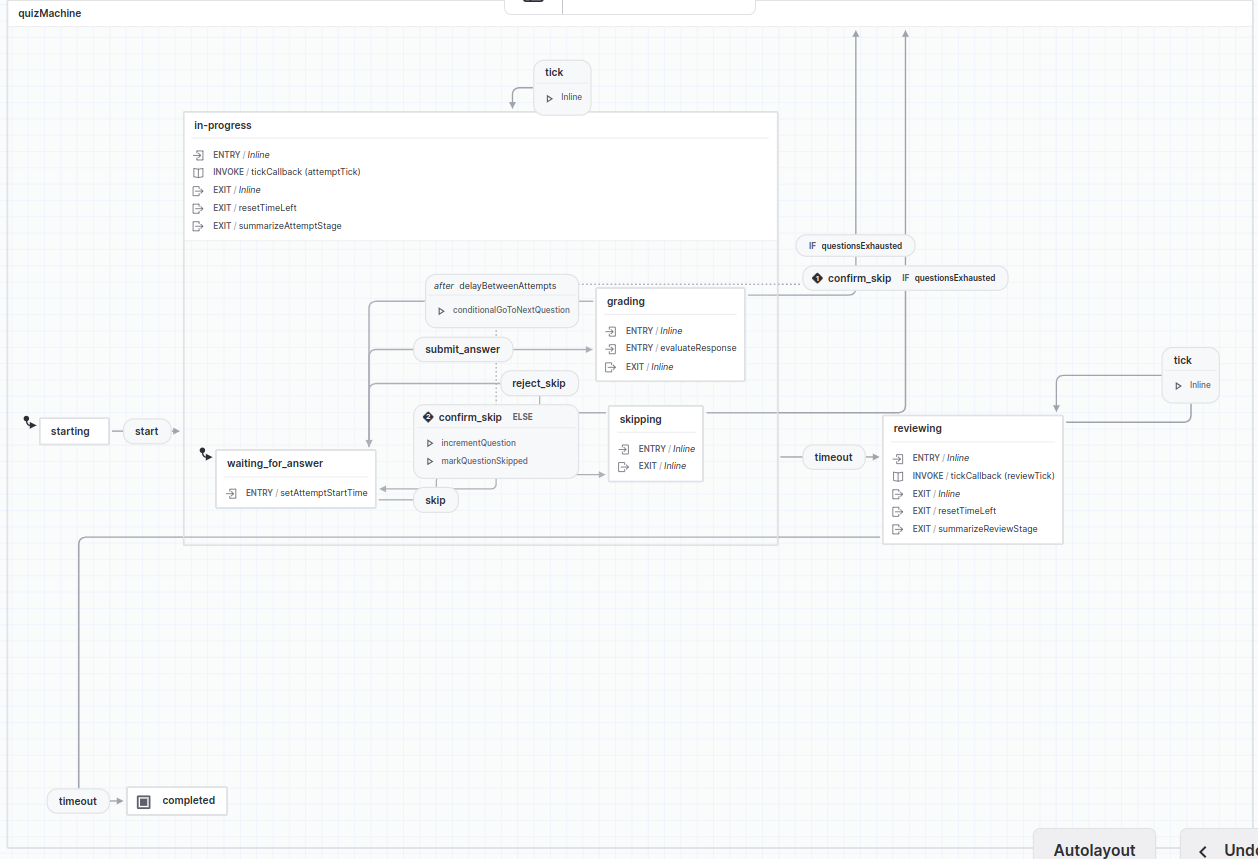 quizMachine
tick
Inline
in-progress
ENTRY / Inline
INVOKE / tickCallback (attemptTick)
EXIT / Inline
EXIT / resetTimeLeft
EXIT / summarizeAttemptStage
IF questionsExhausted
1 confirm_skip IF questionsExhausted
after delayBetweenAttempts
conditionalGoToNextQuestion
grading
ENTRY / Inline
ENTRY / evaluateResponse
EXIT / Inline
submit_answer
reject_skip
2 confirm_skip ELSE
incrementQuestion
markQuestionSkipped
skipping
ENTRY / Inline
EXIT / Inline
tick
Inline
starting
start
waiting_for_answer
ENTRY / setAttemptStartTime
skip
timeout
reviewing
ENTRY / Inline
INVOKE / tickCallback (reviewTick)
EXIT / Inline
EXIT / resetTimeLeft
EXIT / summarizeReviewStage
timeout
completed
Autolayout
Undo